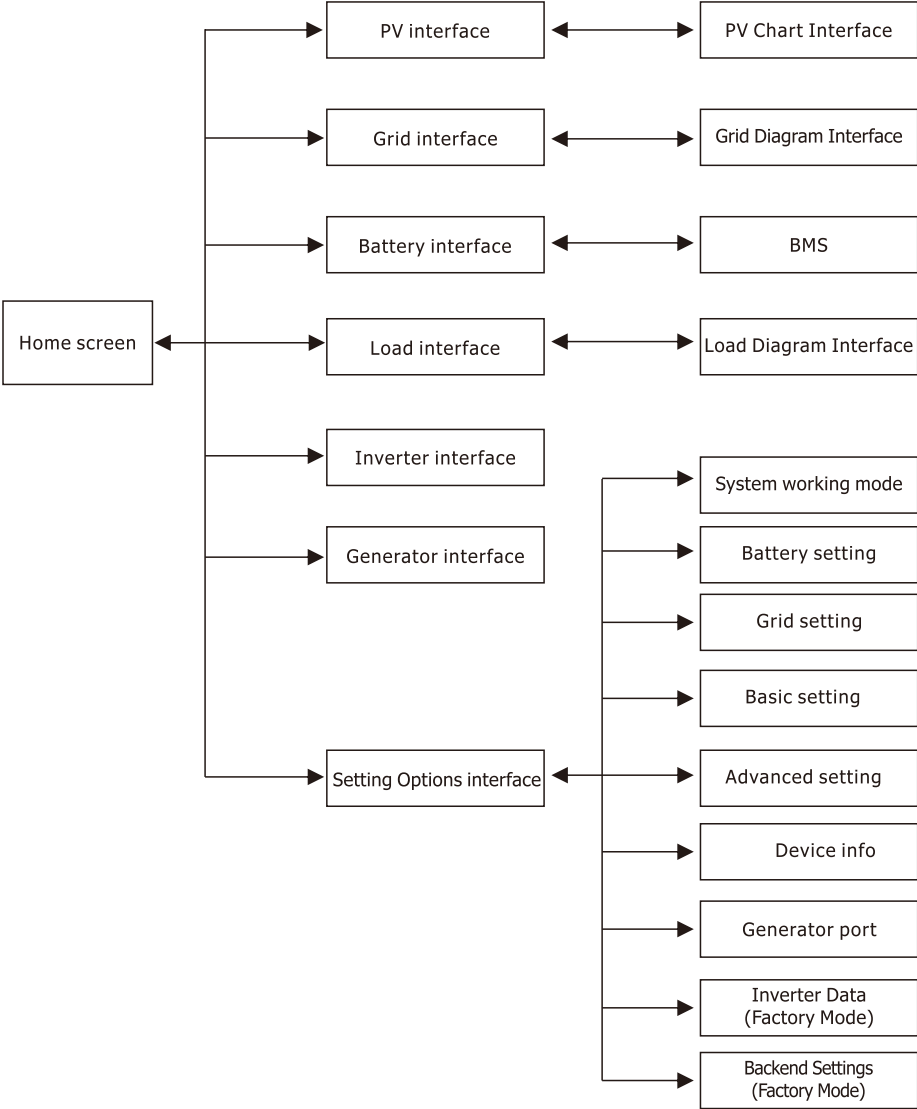 PV interface
PV Chart Interface
Grid interface
Grid Diagram Interface
Battery interface
BMS
Home screen
Load interface
Load Diagram Interface
Inverter interface
System working mode
Generator interface
Battery setting
Grid setting
Basic setting
Setting Options interface
Advanced setting
Device info
Generator port
Inverter Data
(Factory Mode)
Backend Settings
(Factory Mode)